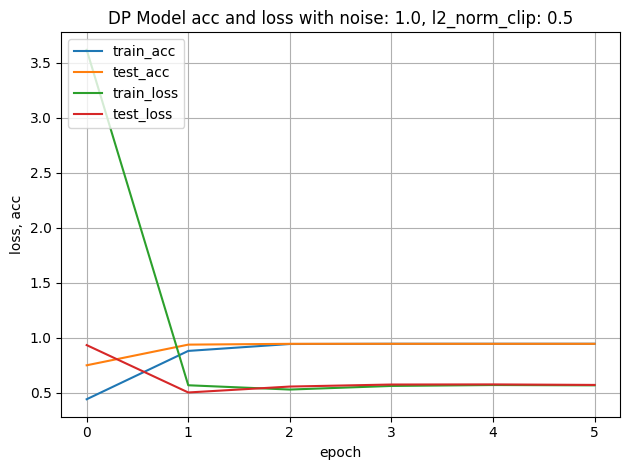 DP Model acc and loss with noise: 1.0, l2_norm_clip: 0.5
train_acc
test_acc
train_loss
test_loss
3.5
3.0
2.5
2.0
1.5
1.0
0.5
loss, acc
0 1 2 3 4 5
epoch